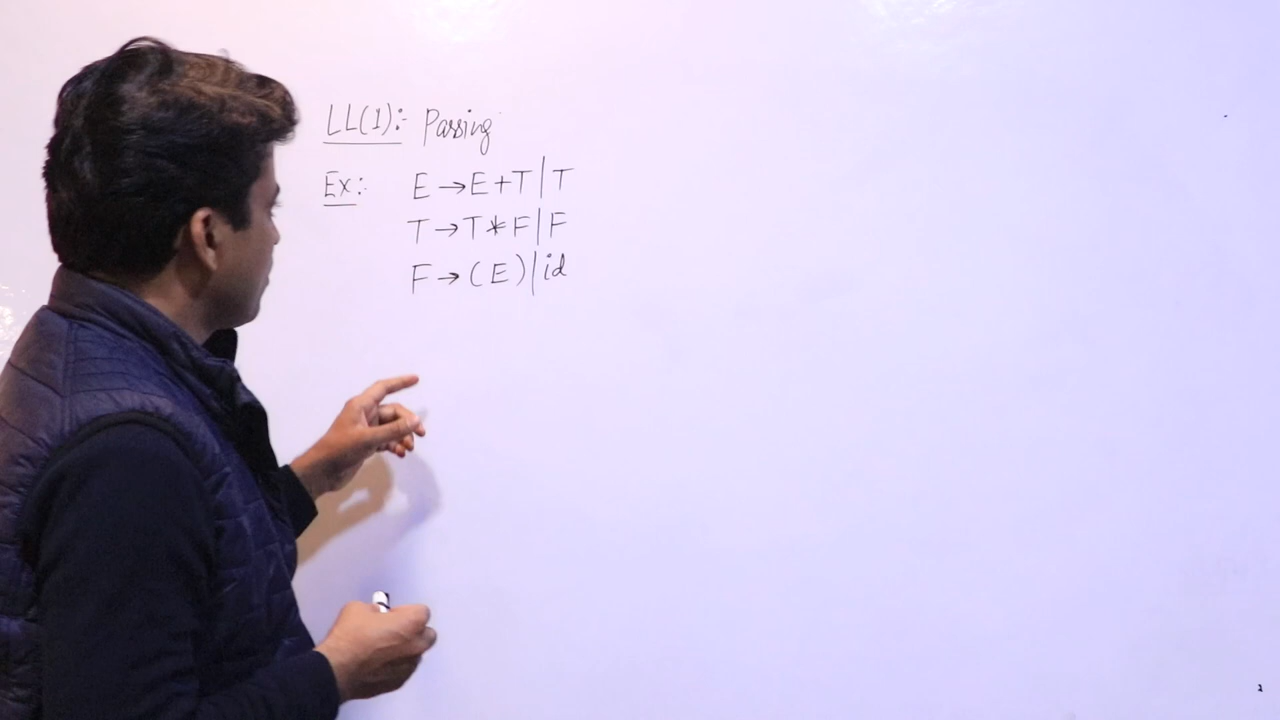 LL(1):- Parsing
Ex:- E → E + T | T
T → T * F | F
F → ( E ) | id